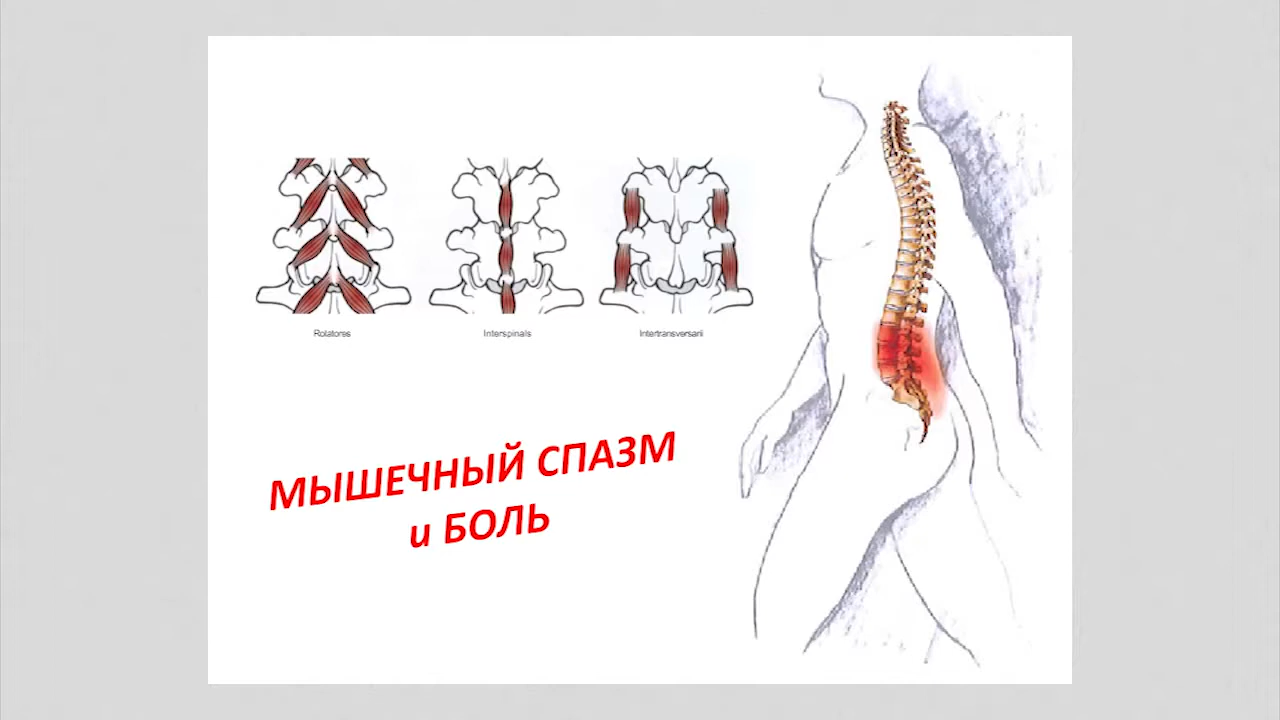 Rotatores
Interspinals
Intertransversarii
МЫШЕЧНЫЙ СПАЗМ
и БОЛЬ